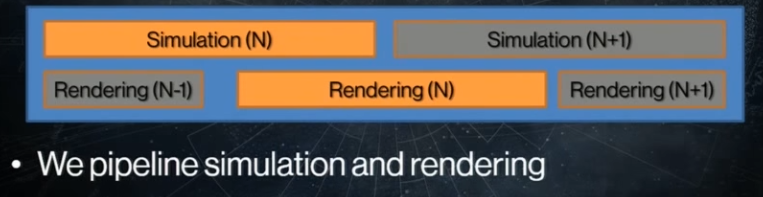 Simulation (N) Simulation (N+1)
Rendering (N-1) Rendering (N) Rendering (N+1)
• We pipeline simulation and rendering